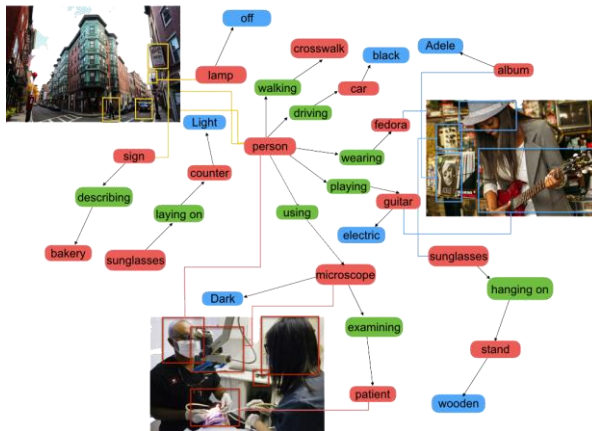 off
Adele
crosswalk
black
lamp
album
walking
car
driving
Light
fedora
person
sign
wearing
counter
describing
playing
guitar
laying on
using
electric
bakery
sunglasses
sunglasses
microscope
hanging on
Dark
examining
stand
patient
wooden